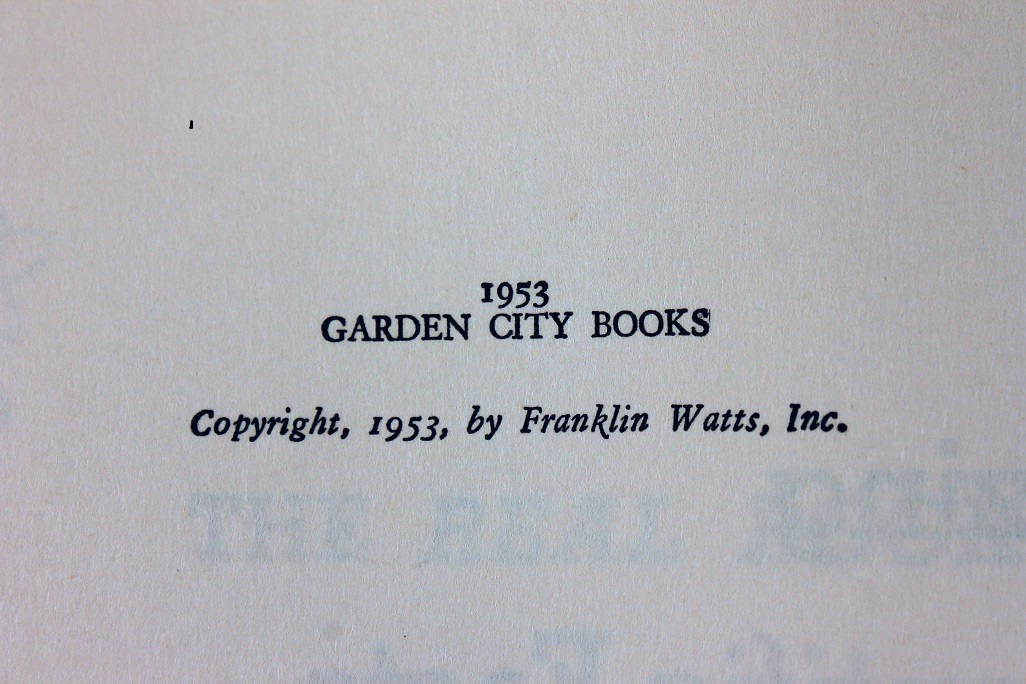 1953
GARDEN CITY BOOKS
Copyright, 1953, by Franklin Watts, Inc.